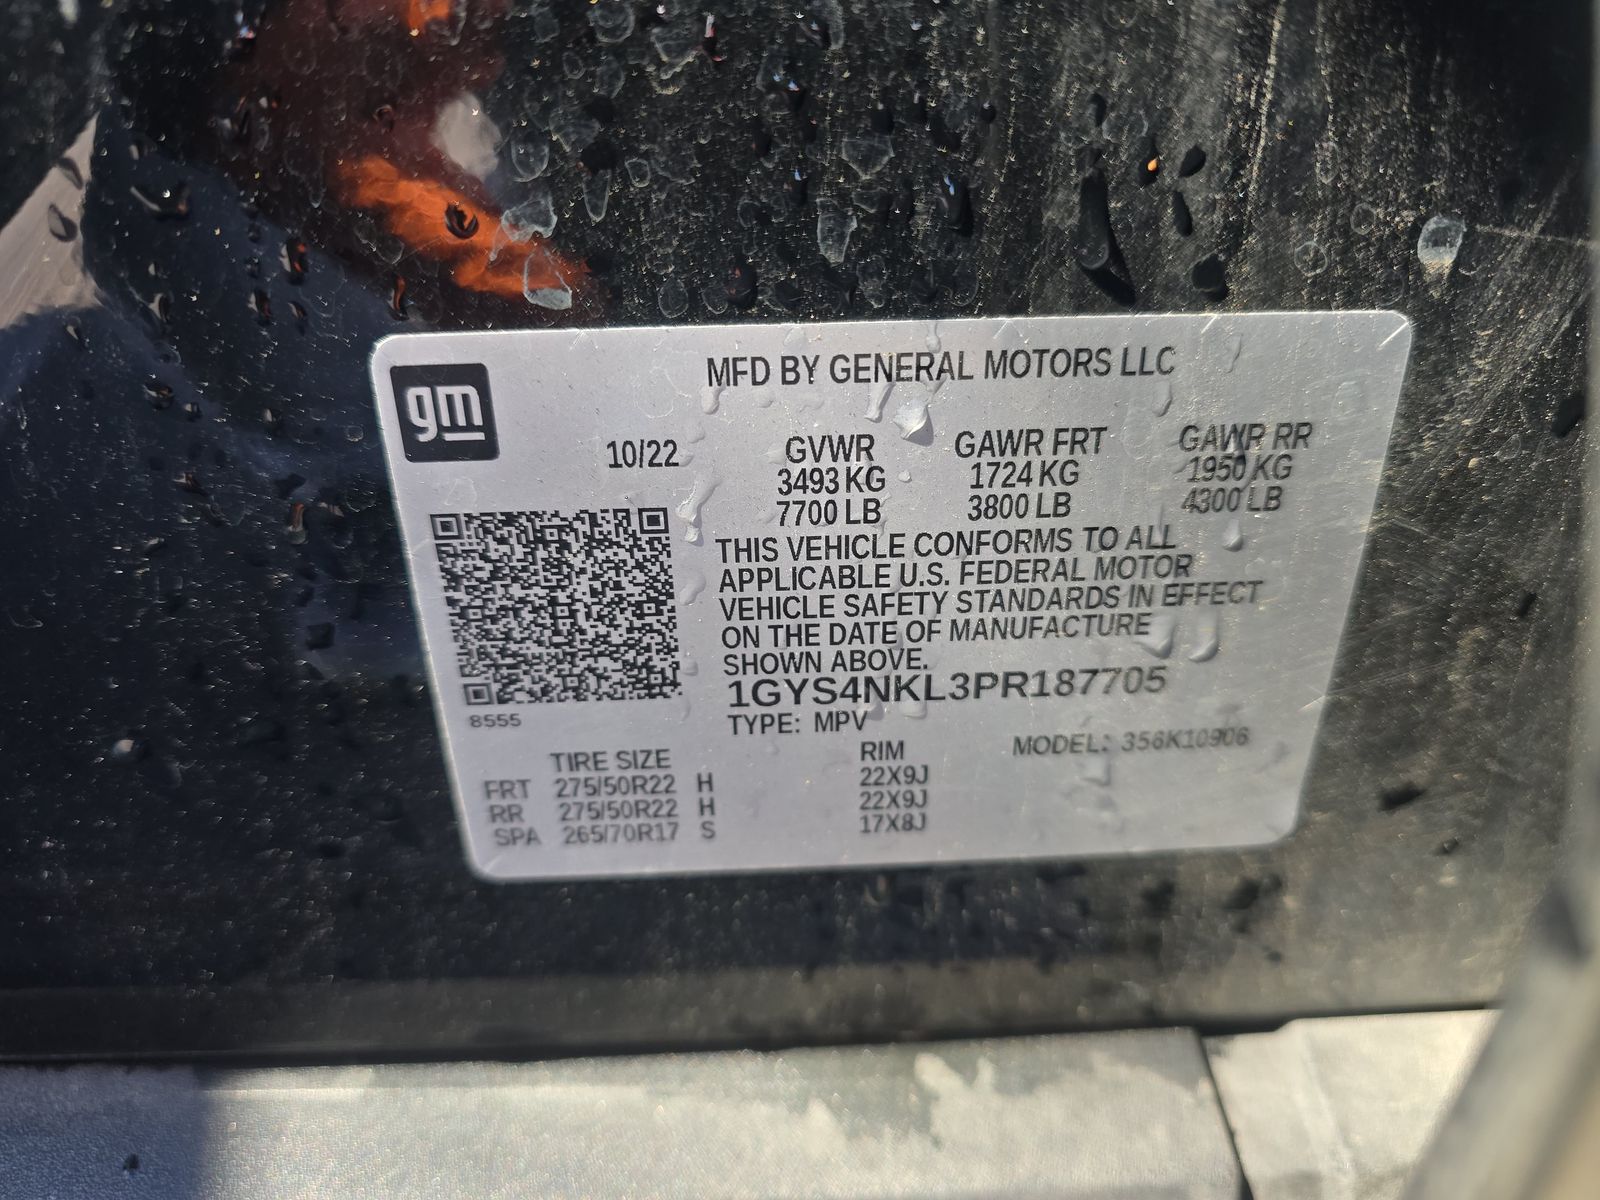 gm
MFD BY GENERAL MOTORS LLC
10/22 GVWR GAWR FRT GAWR RR
3493 KG 1724 KG 1950 KG
7700 LB 3800 LB 4300 LB
THIS VEHICLE CONFORMS TO ALL
APPLICABLE U.S. FEDERAL MOTOR
VEHICLE SAFETY STANDARDS IN EFFECT
ON THE DATE OF MANUFACTURE
SHOWN ABOVE.
1GYS4NKL3PR187705
8555
TYPE: MPV
MODEL: 356K10906
TIRE SIZE RIM
FRT 275/50R22 H 22X9J
RR 275/50R22 H 22X9J
SPA 265/70R17 S 17X8J